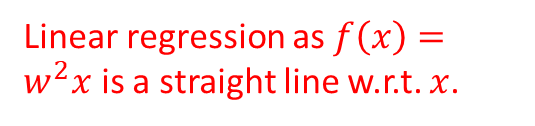 Linear regression as f(x) =
w²x is a straight line w.r.t. x.